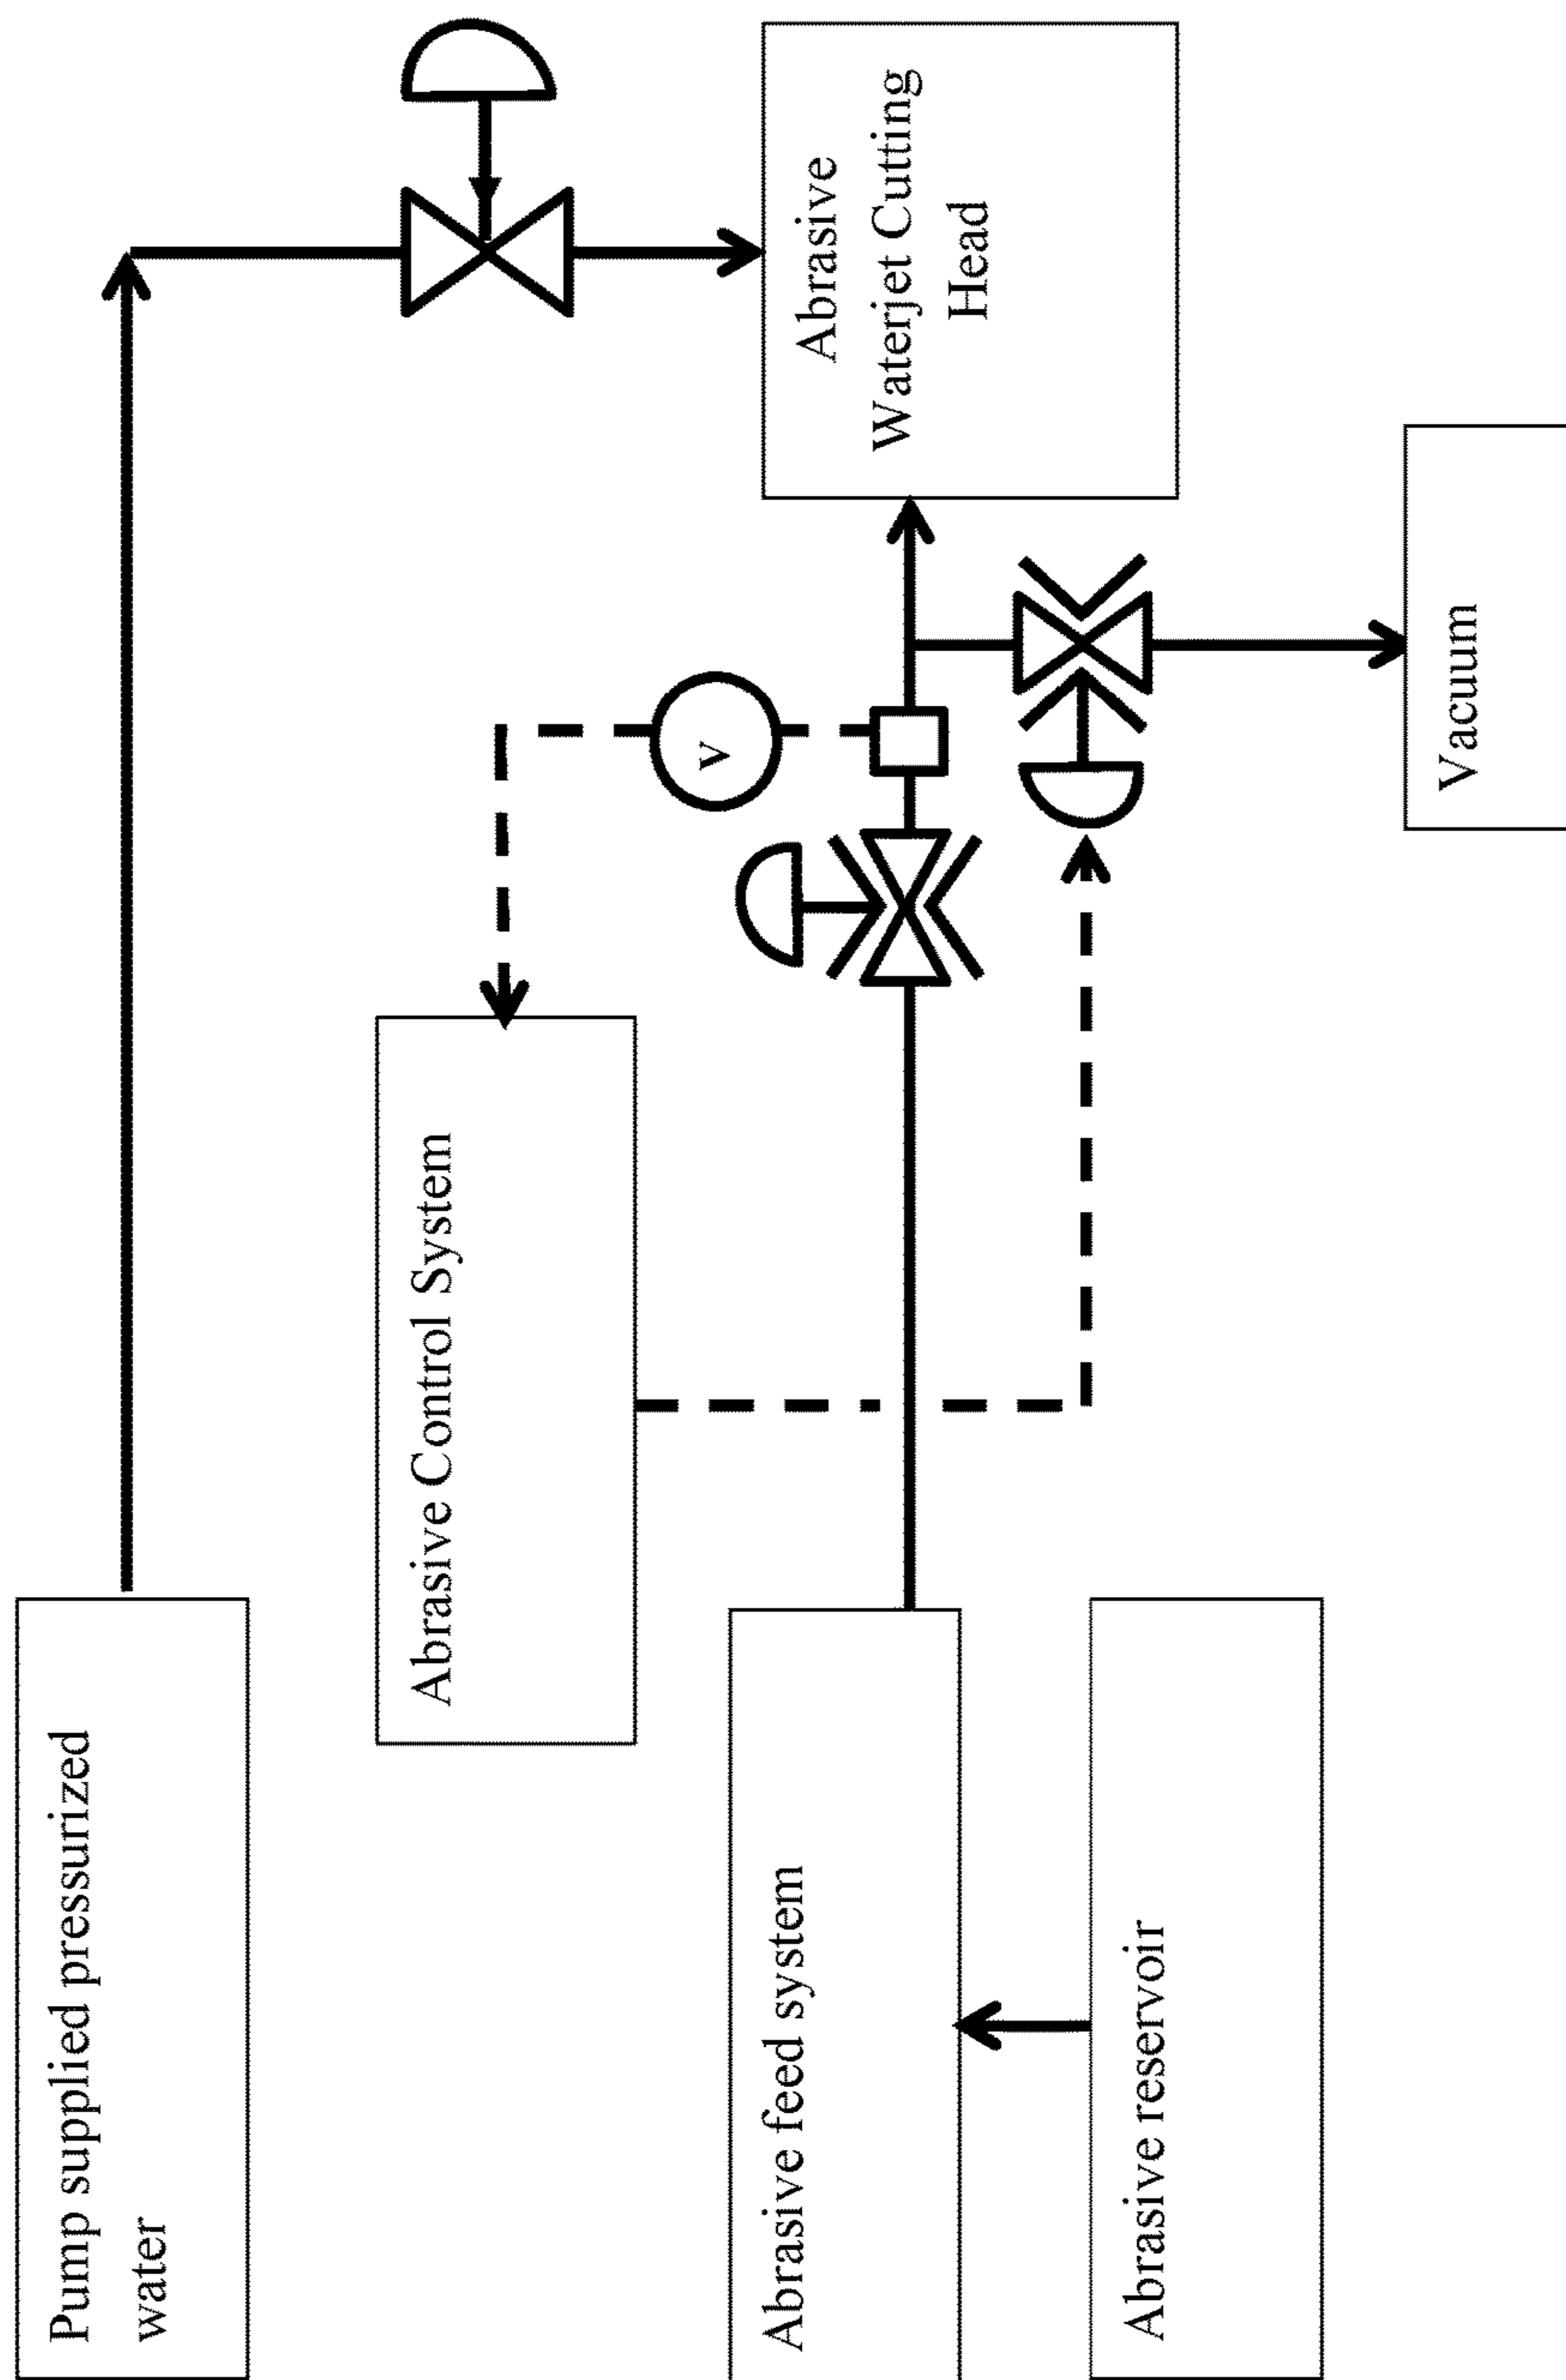 Pump supplied pressurized
water
Abrasive Control System
Abrasive feed system
Abrasive reservoir
v
Abrasive
Waterjet Cutting
Head
Vacuum